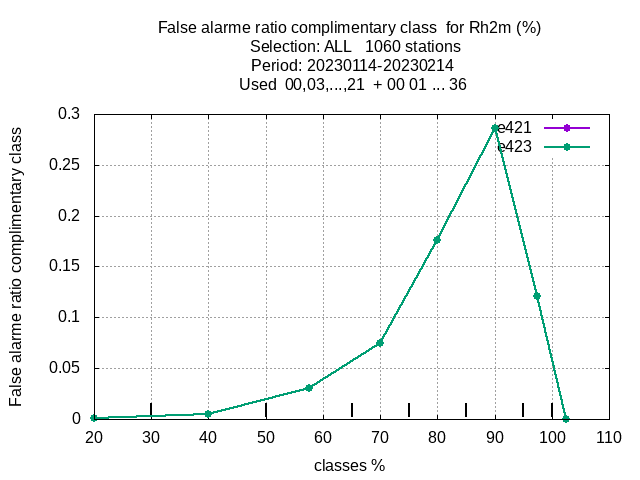 False alarme ratio complimentary class  for Rh2m (%)
Selection: ALL   1060 stations
Period: 20230114-20230214
Used  00,03,...,21  + 00 01 ... 36
False alarme ratio complimentary class
0.3
0.25
0.2
0.15
0.1
0.05
0
e421
e423
20 30 40 50 60 70 80 90 100 110
classes %